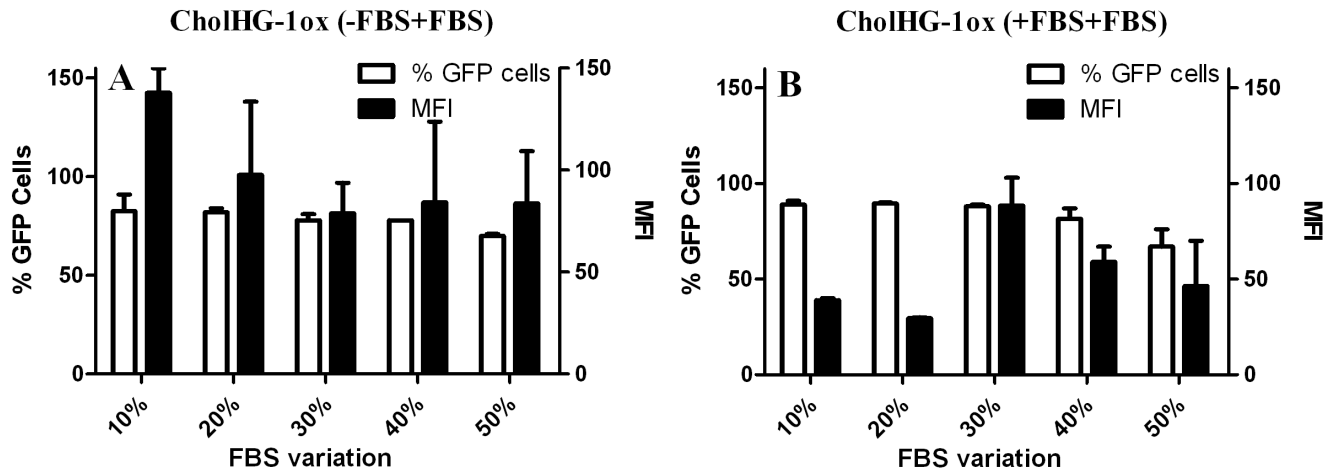 CholHG-1ox (-FBS+FBS)
A
% GFP cells
MFI
150
100
50
0
% GFP Cells
150
100
50
0
MFI
10%
20%
30%
40%
50%
FBS variation
CholHG-1ox (+FBS+FBS)
B
% GFP cells
MFI
150
100
50
0
% GFP Cells
150
100
50
0
MFI
10%
20%
30%
40%
50%
FBS variation